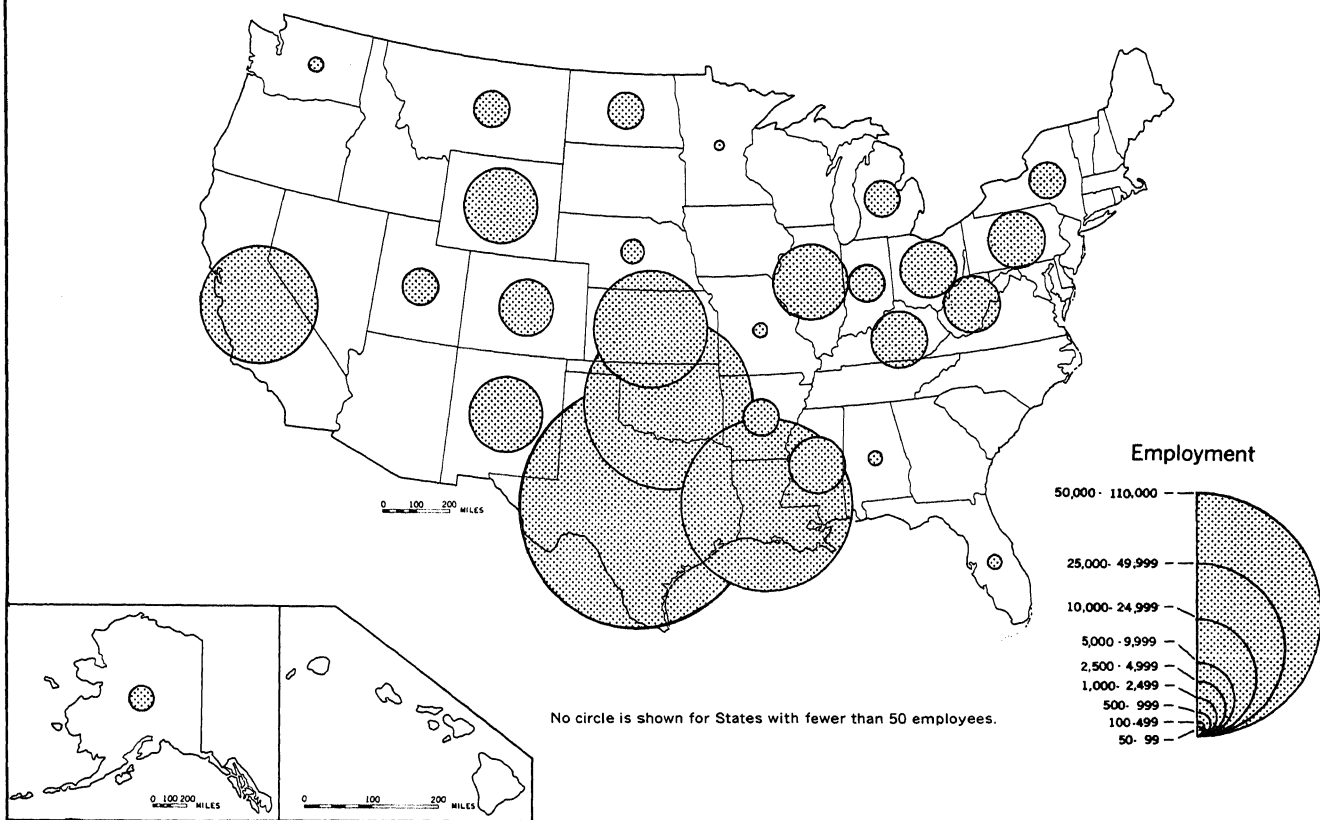 0 100 200 MILES
Employment
50,000 - 110,000
25,000- 49,999
10,000- 24,999
5,000 - 9,999
2,500 - 4,999
1,000- 2,499
500- 999
100-499
50- 99
No circle is shown for States with fewer than 50 employees.
0 100 200 MILES
0 100 200 MILES